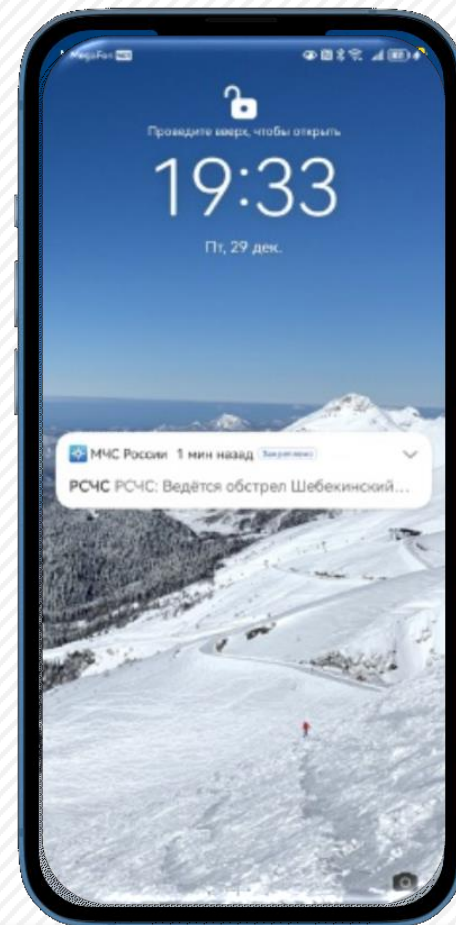 MegaFon
Проведите вверх, чтобы открыть
19:33
Пт, 29 дек.
МЧС России 1 мин назад Закреплено
РСЧС РСЧС: Ведётся обстрел Шебекинский...